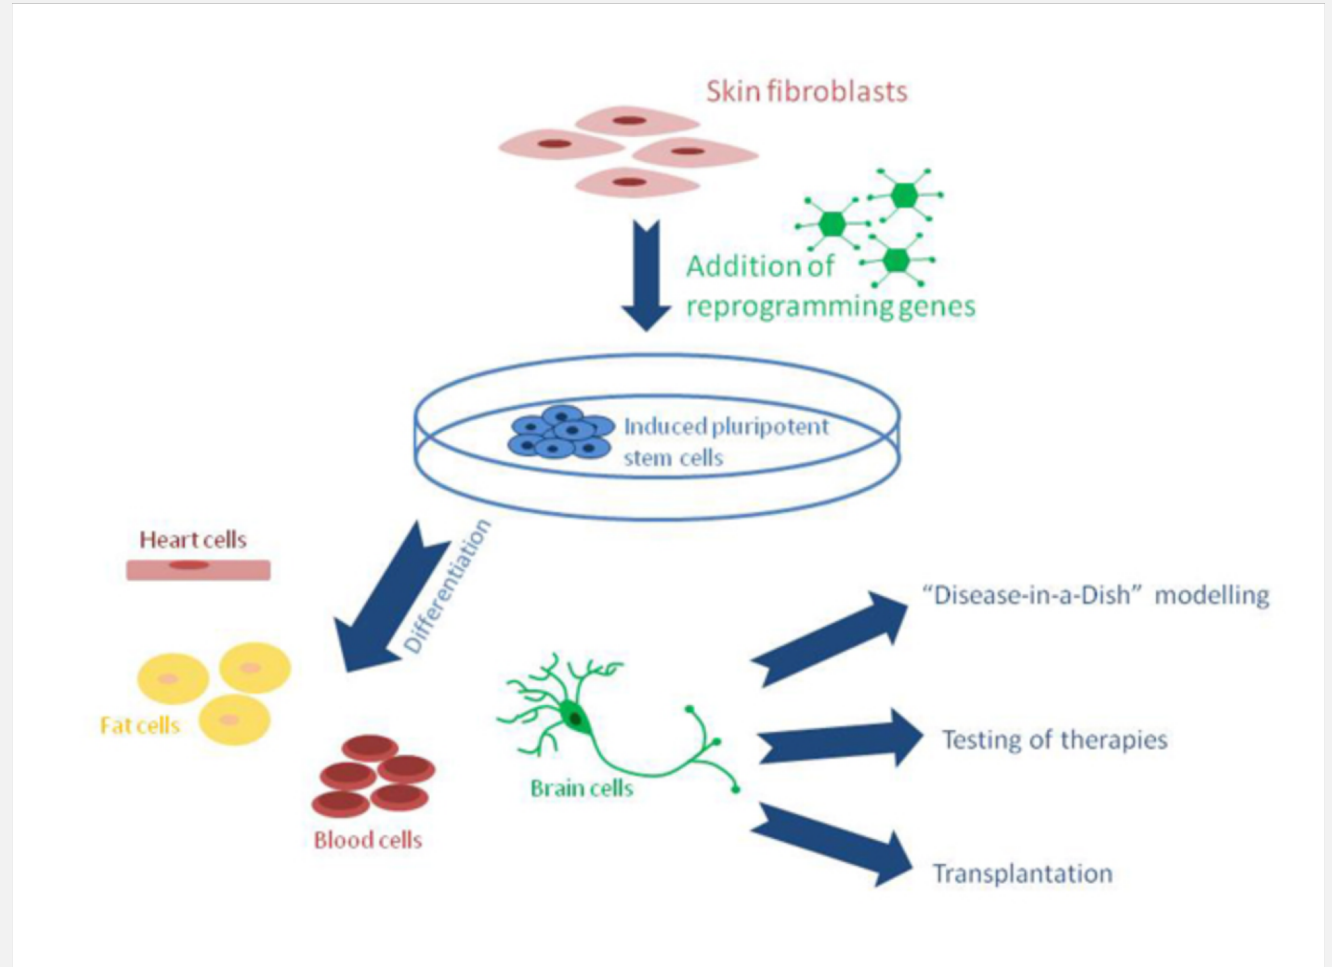 Skin fibroblasts
Addition of
reprogramming genes
Induced pluripotent
stem cells
Differentiation
Heart cells
Fat cells
Blood cells
Brain cells
“Disease-in-a-Dish” modelling
Testing of therapies
Transplantation